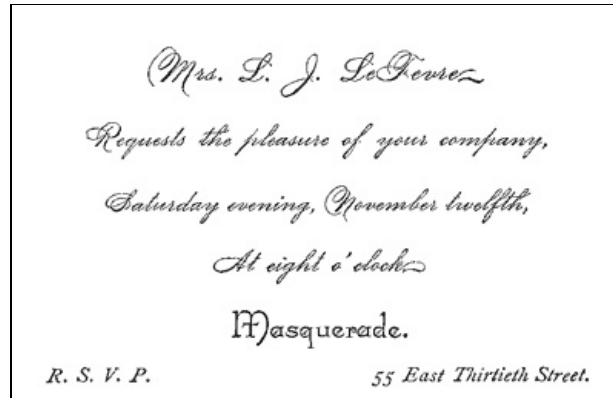 Mrs. L. J. LeFevre
Requests the pleasure of your company,
Saturday evening, November twelfth,
At eight o'clock
Masquerade.
R. S. V. P. 55 East Thirtieth Street.